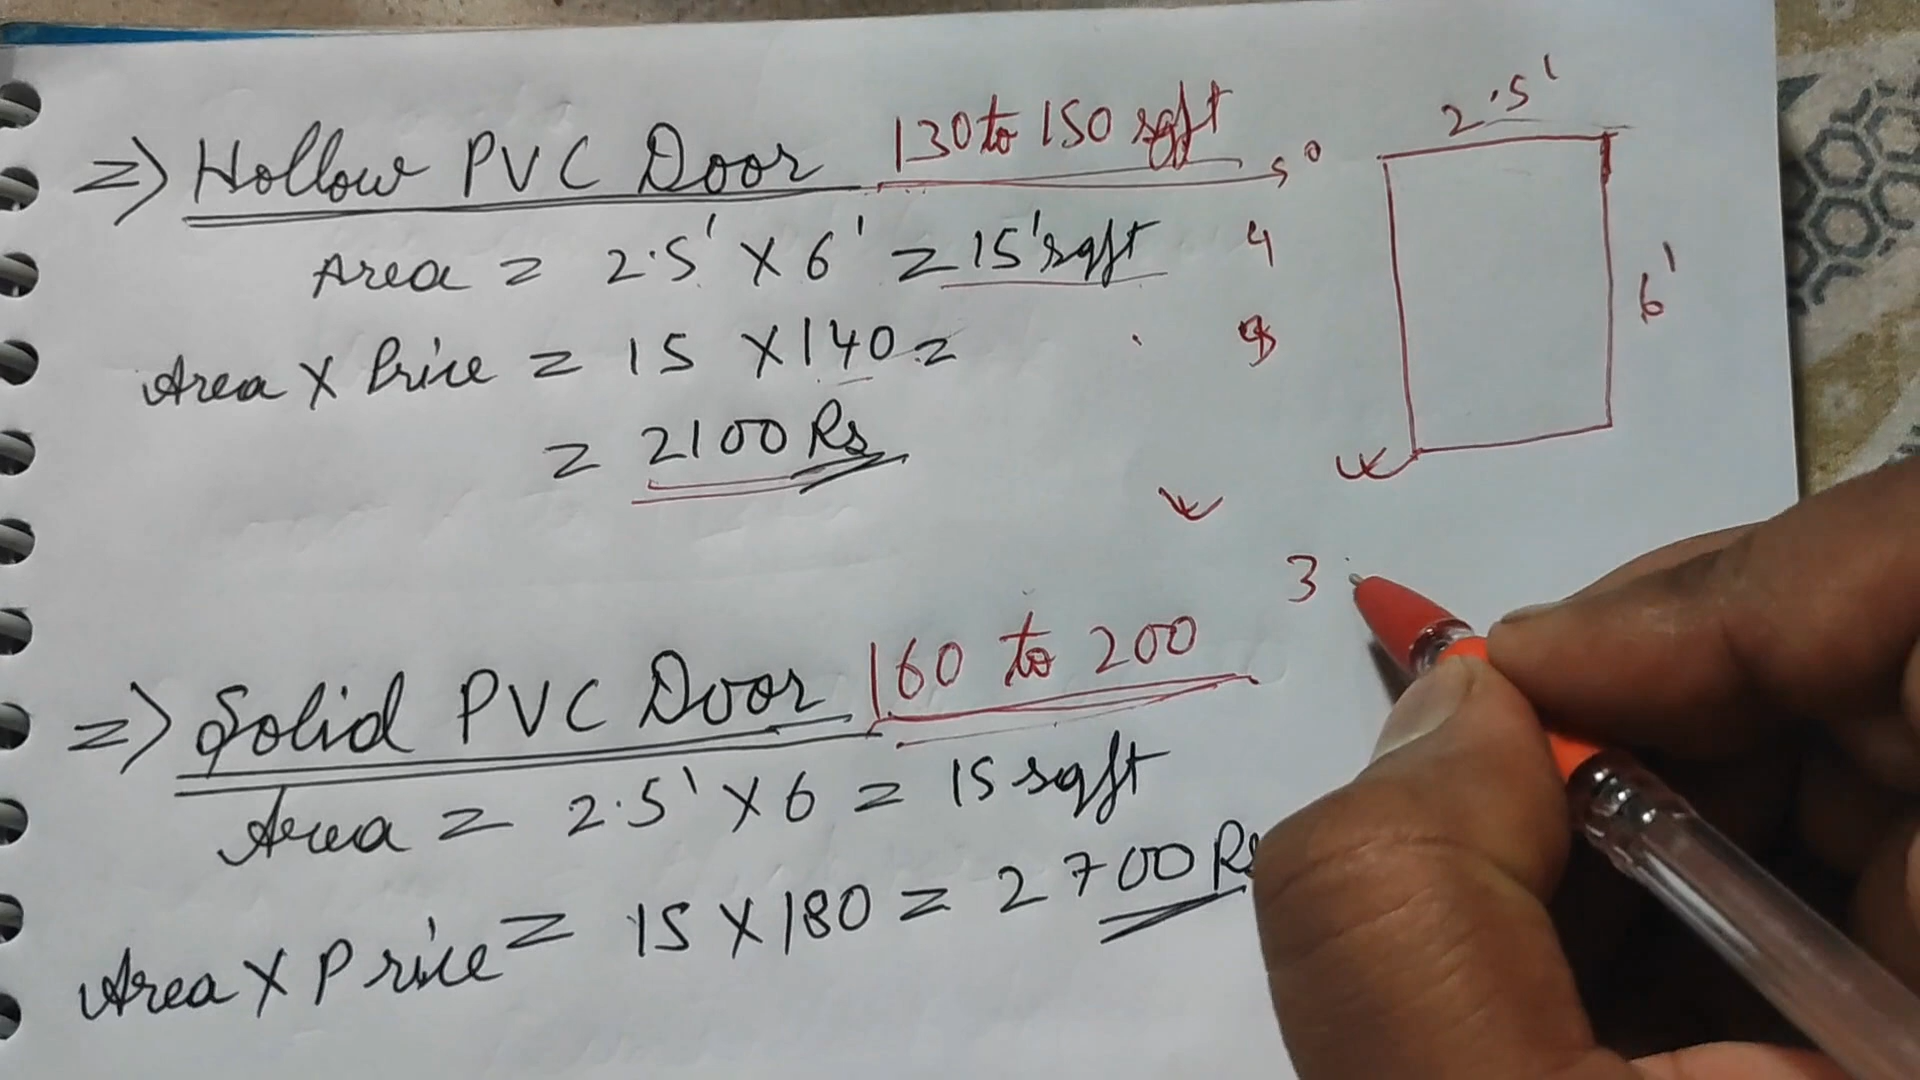 => Hollow PVC Door 130 to 150 sqft
2.5'
Area = 2.5' X 6' = 15' sqft
4
6'
Area X Price = 15 X 140 =
= 2100 Rs
3
=> Solid PVC Door 160 to 200
Area = 2.5' X 6 = 15 sqft
Area X Price = 15 X 180 = 2700 Rs